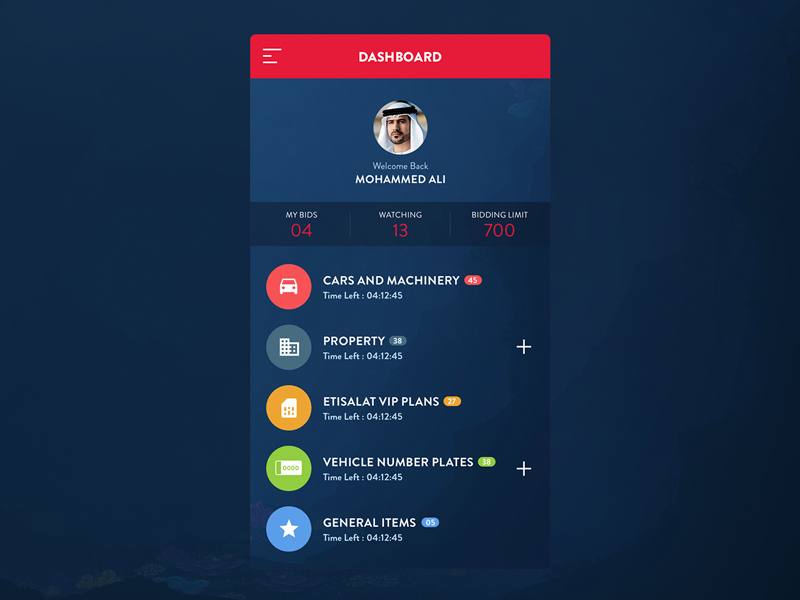 DASHBOARD
Welcome Back
MOHAMMED ALI
MY BIDS WATCHING BIDDING LIMIT
04 13 700
CARS AND MACHINERY 45
Time Left : 04:12:45
PROPERTY 38
Time Left : 04:12:45
ETISALAT VIP PLANS 27
Time Left : 04:12:45
0000 VEHICLE NUMBER PLATES 38
Time Left : 04:12:45
GENERAL ITEMS 05
Time Left : 04:12:45